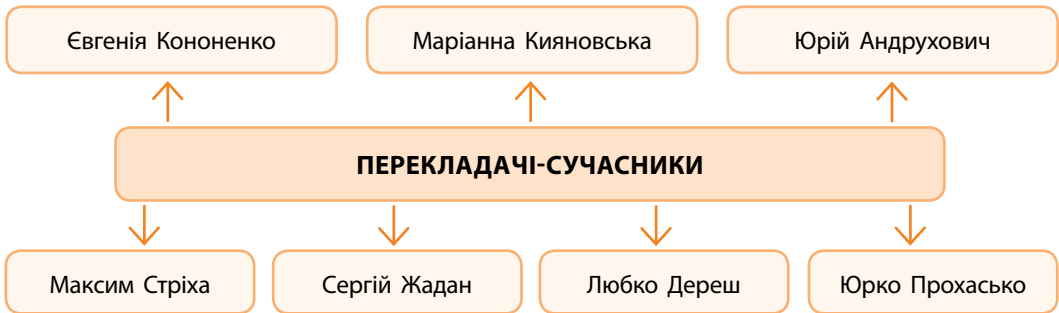 Євгенія Кононенко
Маріанна Кияновська
Юрій Андрухович
ПЕРЕКЛАДАЧІ-СУЧАСНИКИ
Максим Стріха
Сергій Жадан
Любко Дереш
Юрко Прохасько